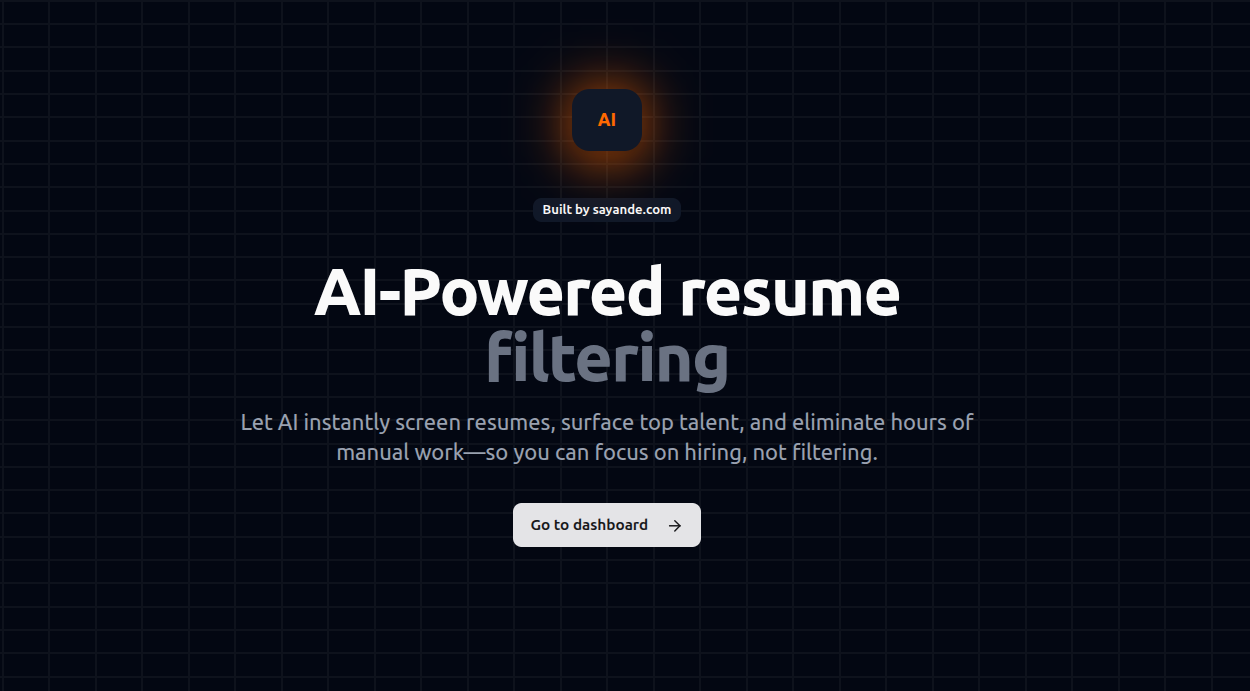 AI
Built by sayande.com
AI-Powered resume
filtering
Let AI instantly screen resumes, surface top talent, and eliminate hours of
manual work—so you can focus on hiring, not filtering.
Go to dashboard →